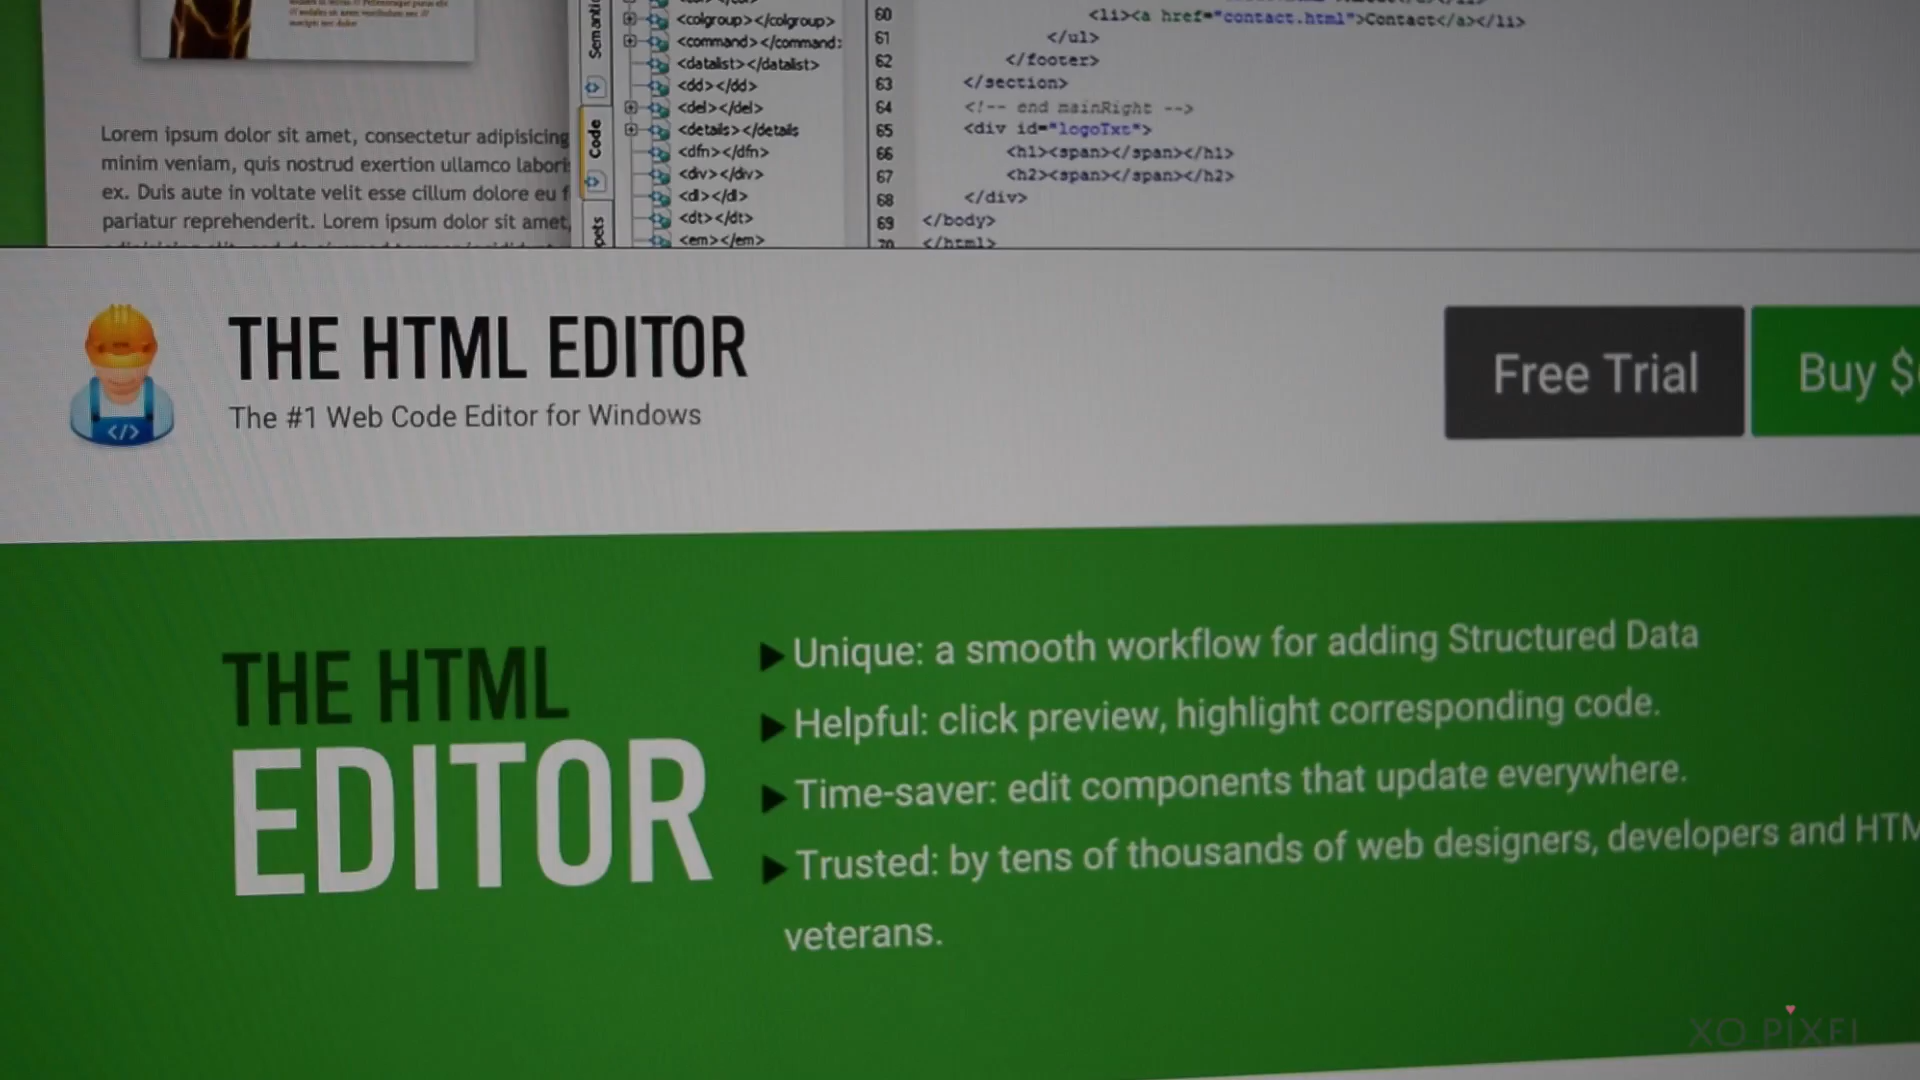 <colgroup></colgroup>
<command></command>
<datalist></datalist>
<dd></dd>
<del></del>
<details></details
<dfn></dfn>
<div></div>
<dl></dl>
<dt></dt>
<em></em>
Code
60 <li><a href="contact.html">Contact</a></li>
61 </ul>
62 </footer>
63 </section>
64 <!-- end mainRight -->
65 <div id="logoTxt">
66 <h1><span></span></h1>
67 <h2><span></span></h2>
68 </div>
69 </body>
70 </html>
Lorem ipsum dolor sit amet, consectetur adipisicing
minim veniam, quis nostrud exertion ullamco laboris
ex. Duis aute in voltate velit esse cillum dolore eu f
pariatur reprehenderit. Lorem ipsum dolor sit amet,
THE HTML EDITOR
The #1 Web Code Editor for Windows
Free Trial
Buy $
THE HTML
EDITOR
Unique: a smooth workflow for adding Structured Data
Helpful: click preview, highlight corresponding code.
Time-saver: edit components that update everywhere.
Trusted: by tens of thousands of web designers, developers and HTM
veterans.
XO PIXEL